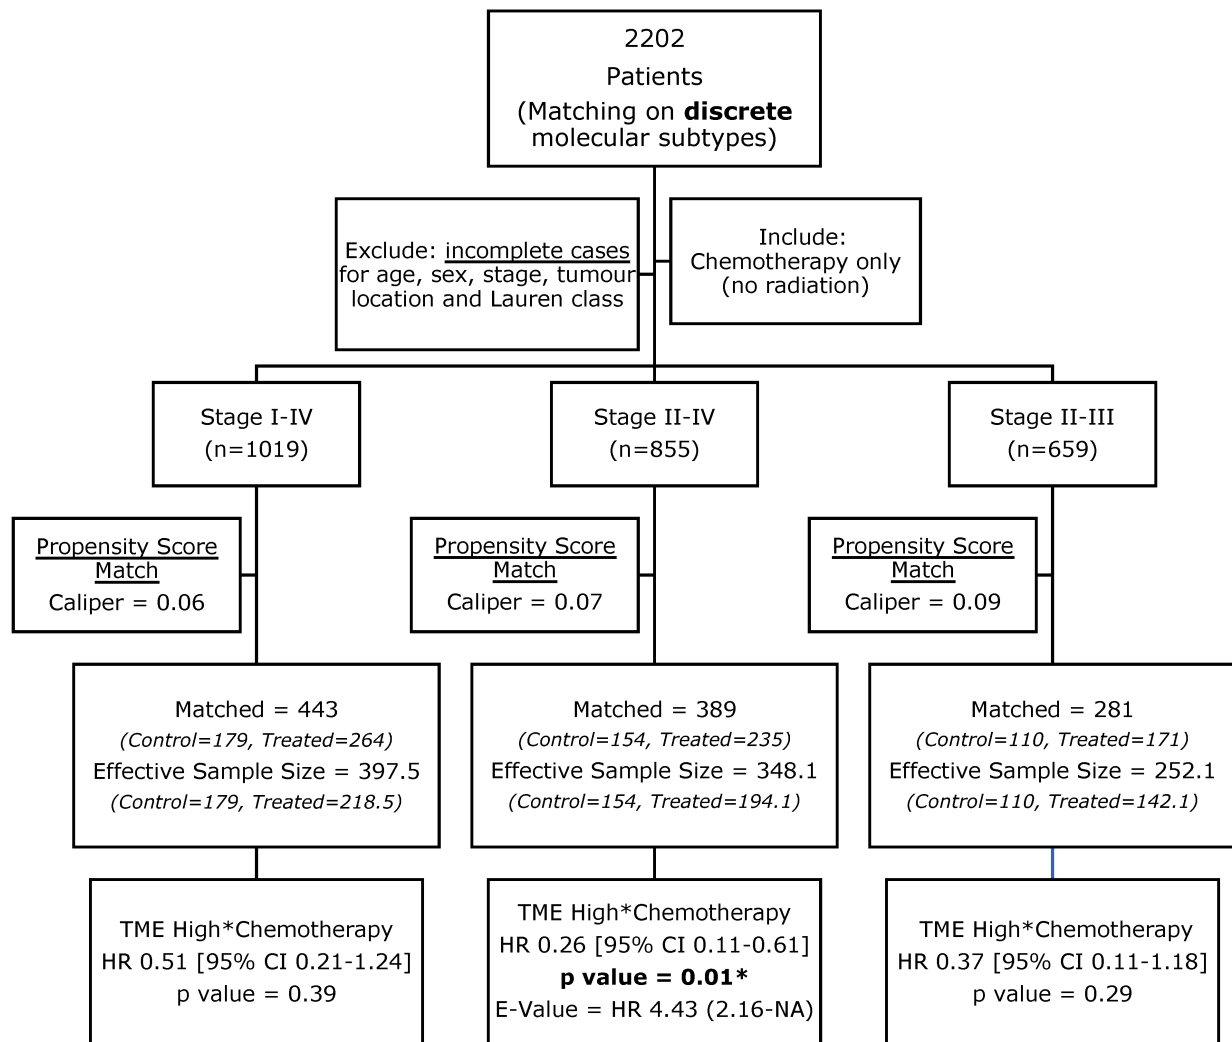 2202
Patients
(Matching on discrete
molecular subtypes)
Exclude: incomplete cases
for age, sex, stage, tumour
location and Lauren class
Include:
Chemotherapy only
(no radiation)
Stage I-IV
(n=1019)
Stage II-IV
(n=855)
Stage II-III
(n=659)
Propensity Score
Match
Caliper = 0.06
Propensity Score
Match
Caliper = 0.07
Propensity Score
Match
Caliper = 0.09
Matched = 443
(Control=179, Treated=264)
Effective Sample Size = 397.5
(Control=179, Treated=218.5)
Matched = 389
(Control=154, Treated=235)
Effective Sample Size = 348.1
(Control=154, Treated=194.1)
Matched = 281
(Control=110, Treated=171)
Effective Sample Size = 252.1
(Control=110, Treated=142.1)
TME High*Chemotherapy
HR 0.51 [95% CI 0.21-1.24]
p value = 0.39
TME High*Chemotherapy
HR 0.26 [95% CI 0.11-0.61]
p value = 0.01*
E-Value = HR 4.43 (2.16-NA)
TME High*Chemotherapy
HR 0.37 [95% CI 0.11-1.18]
p value = 0.29